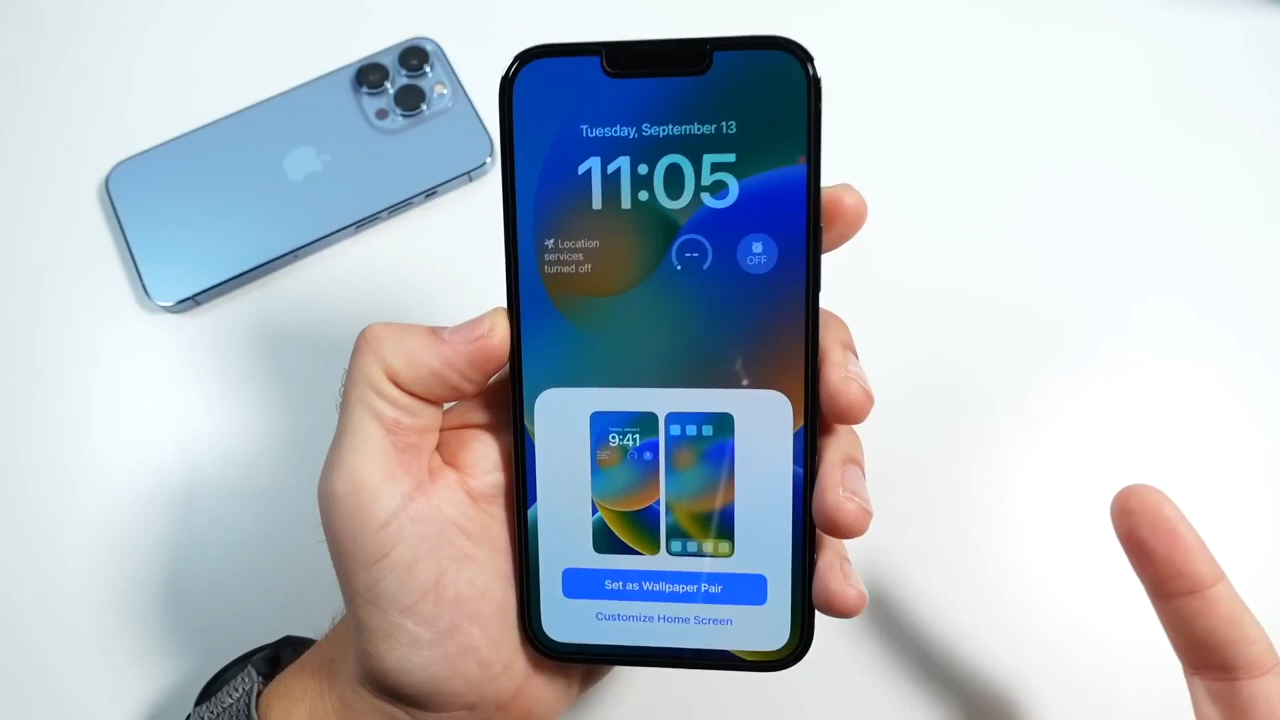 Tuesday, September 13
11:05
Location
services
turned off
--
OFF
9:41
Set as Wallpaper Pair
Customize Home Screen